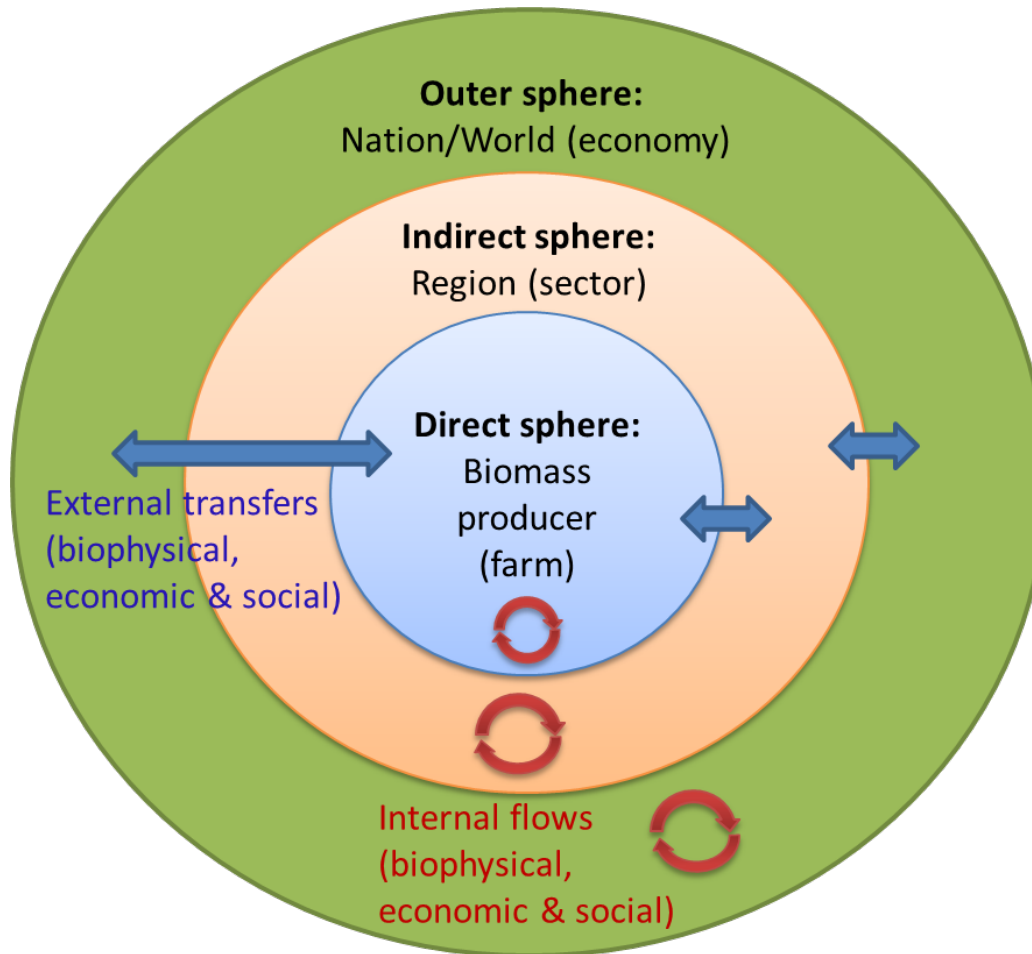 Outer sphere:
Nation/World (economy)
Indirect sphere:
Region (sector)
Direct sphere:
Biomass
producer
(farm)
External transfers
(biophysical,
economic & social)
Internal flows
(biophysical,
economic & social)